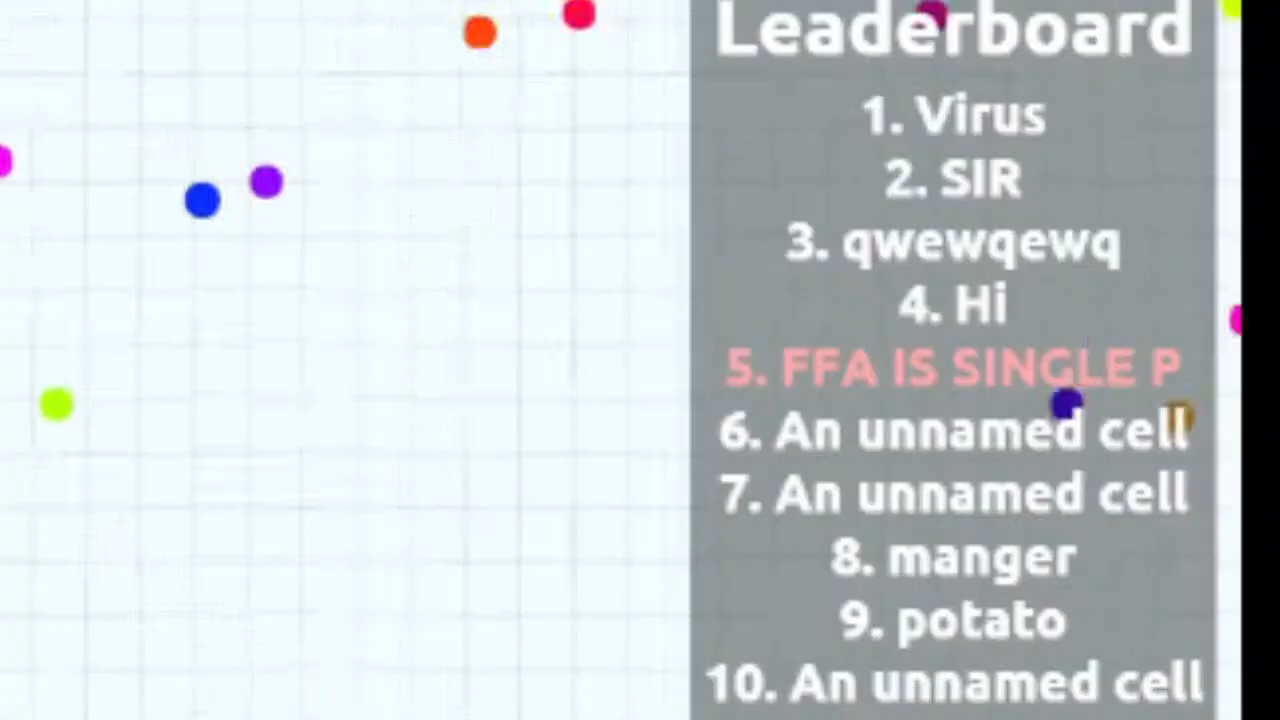 Leaderboard
1. Virus
2. SIR
3. qwewqewq
4. Hi
5. FFA IS SINGLE P
6. An unnamed cell
7. An unnamed cell
8. manger
9. potato
10. An unnamed cell